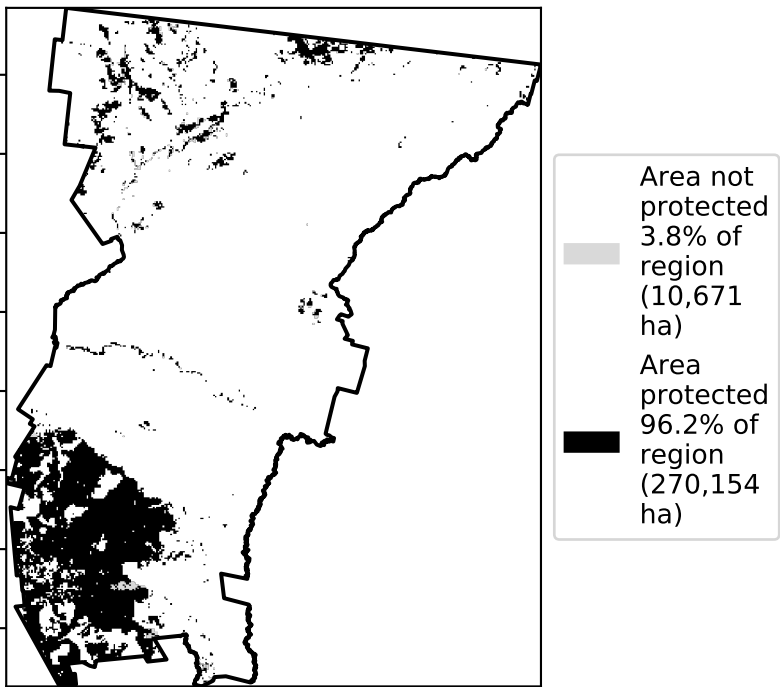 Area not
protected
3.8% of
region
(10,671
ha)
Area
protected
96.2% of
region
(270,154
ha)